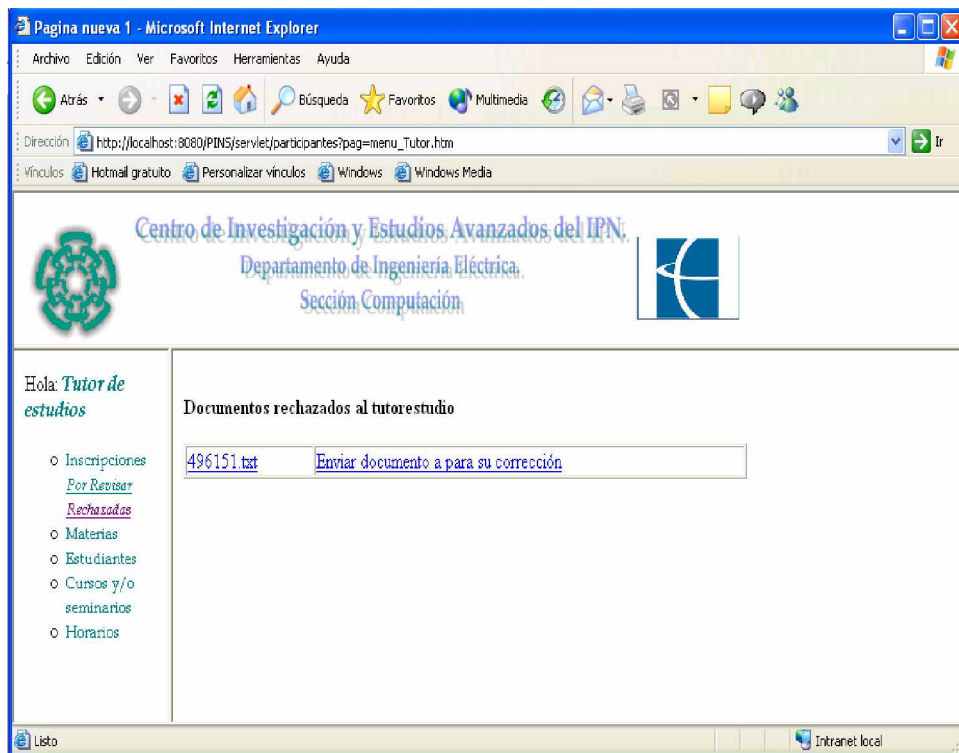 Pagina nueva 1 - Microsoft Internet Explorer
Archivo Edición Ver Favoritos Herramientas Ayuda
Atrás Búsqueda Favoritos Multimedia
Dirección http://localhost:8080/PINS/servlet/participantes?pag=menu_Tutor.htm Ir
Vínculos Hotmail gratuito Personalizar vínculos Windows Windows Media
Centro de Investigación y Estudios Avanzados del IPN.
Departamento de Ingeniería Eléctrica.
Sección Computación
Hola: Tutor de
estudios
Inscripciones
Por Revisar
Rechazadas
Materias
Estudiantes
Cursos y/o
seminarios
Horarios
Documentos rechazados al tutorestudio
496151.txt Enviar documento a para su corrección
Listo Intranet local